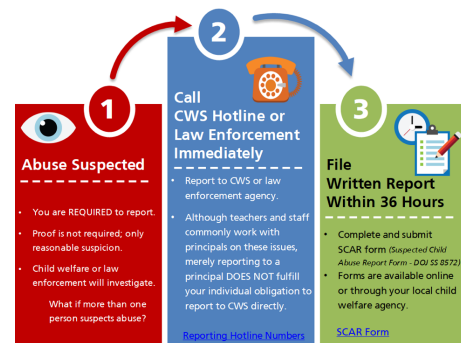 1
Abuse Suspected
• You are REQUIRED to report.
• Proof is not required; only
reasonable suspicion.
• Child welfare or law
enforcement will investigate.
What if more than one
person suspects abuse?
2
Call
CWS Hotline or
Law Enforcement
Immediately
• Report to CWS or law
enforcement agency.
• Although teachers and staff
commonly work with
principals on these issues,
merely reporting to a
principal DOES NOT fulfill
your individual obligation to
report to CWS directly.
Reporting Hotline Numbers
3
File
Written Report
Within 36 Hours
• Complete and submit
SCAR form (Suspected Child
Abuse Report Form - DOJ SS 8572)
• Forms are available online
or through your local child
welfare agency.
SCAR Form